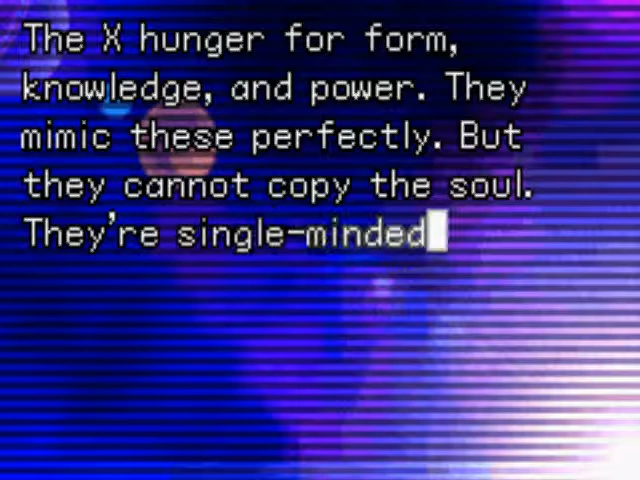 The X hunger for form,
knowledge, and power. They
mimic these perfectly. But
they cannot copy the soul.
They're single-minded